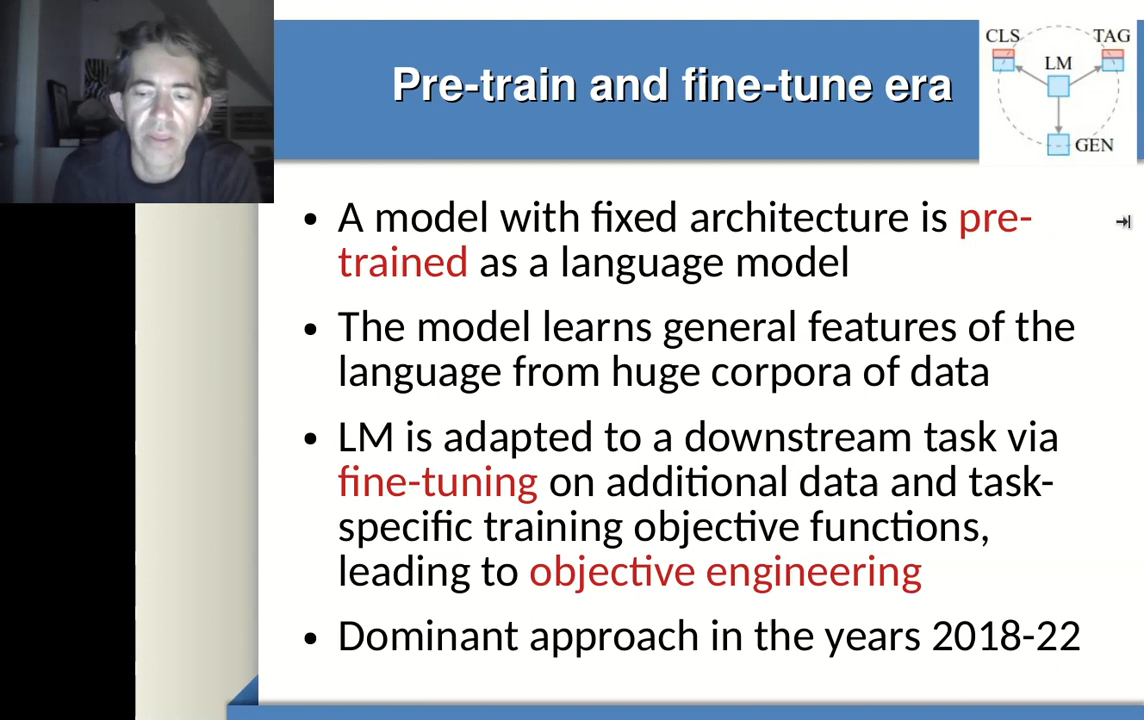 Pre-train and fine-tune era
CLS
TAG
LM
GEN
• A model with fixed architecture is pre-
trained as a language model
• The model learns general features of the
language from huge corpora of data
• LM is adapted to a downstream task via
fine-tuning on additional data and task-
specific training objective functions,
leading to objective engineering
• Dominant approach in the years 2018-22